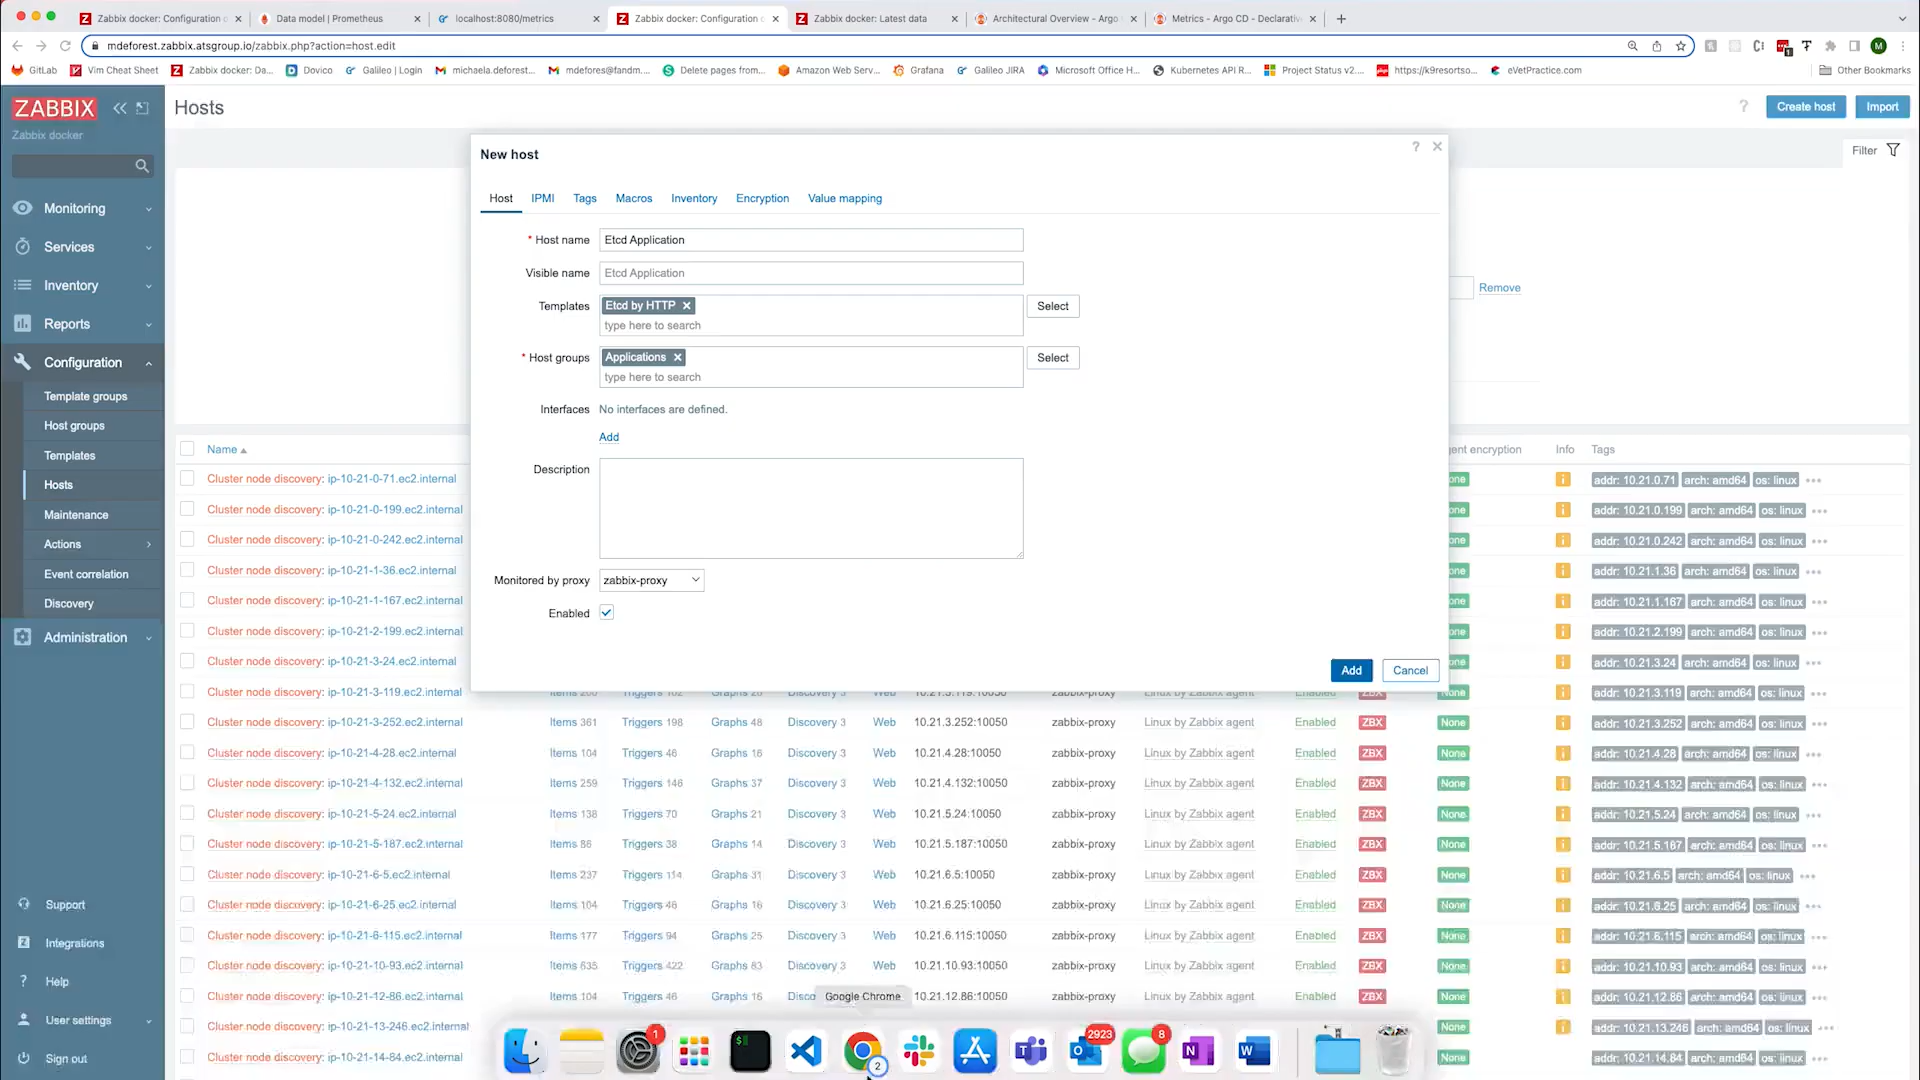 Zabbix docker: Configuration o
Data model | Prometheus
localhost:8080/metrics
Zabbix docker: Configuration o
Zabbix docker: Latest data
Architectural Overview - Argo
Metrics - Argo CD - Declarativ
mdeforest.zabbix.atsgroup.io/zabbix.php?action=host.edit
M
GitLab
Vim Cheat Sheet
Zabbix docker: Da...
Dovico
Galileo | Login
michaela.deforest...
mdefores@fandm....
Delete pages from...
Amazon Web Serv...
Grafana
Galileo JIRA
Microsoft Office H...
Kubernetes API R...
Project Status v2....
https://k9resortso...
eVetPractice.com
Other Bookmarks
ZABBIX
Zabbix docker
Monitoring
Services
Inventory
Reports
Configuration
Template groups
Host groups
Templates
Hosts
Maintenance
Actions
Event correlation
Discovery
Administration
Support
Integrations
Help
User settings
Sign out
Hosts
? Create host Import
Filter
Remove
New host
Host IPMI Tags Macros Inventory Encryption Value mapping
* Host name Etcd Application
Visible name Etcd Application
Templates Etcd by HTTP Select
type here to search
* Host groups Applications Select
type here to search
Interfaces No interfaces are defined.
Add
Description
Monitored by proxy zabbix-proxy
Enabled
Add Cancel
Name ent encryption Info Tags
Cluster node discovery: ip-10-21-0-71.ec2.internal one addr: 10.21.0.71 arch: amd64 os: linux
Cluster node discovery: ip-10-21-0-199.ec2.internal one addr: 10.21.0.199 arch: amd64 os: linux
Cluster node discovery: ip-10-21-0-242.ec2.internal one addr: 10.21.0.242 arch: amd64 os: linux
Cluster node discovery: ip-10-21-1-36.ec2.internal one addr: 10.21.1.36 arch: amd64 os: linux
Cluster node discovery: ip-10-21-1-167.ec2.internal one addr: 10.21.1.167 arch: amd64 os: linux
Cluster node discovery: ip-10-21-2-199.ec2.internal one addr: 10.21.2.199 arch: amd64 os: linux
Cluster node discovery: ip-10-21-3-24.ec2.internal one addr: 10.21.3.24 arch: amd64 os: linux
Cluster node discovery: ip-10-21-3-119.ec2.internal Discovery 3 Web 10.21.3.119:10050 zabbix-proxy Linux by Zabbix agent Enabled ZBX None addr: 10.21.3.119 arch: amd64 os: linux
Cluster node discovery: ip-10-21-3-252.ec2.internal Items 361 Triggers 198 Graphs 48 Discovery 3 Web 10.21.3.252:10050 zabbix-proxy Linux by Zabbix agent Enabled ZBX None addr: 10.21.3.252 arch: amd64 os: linux
Cluster node discovery: ip-10-21-4-28.ec2.internal Items 104 Triggers 46 Graphs 16 Discovery 3 Web 10.21.4.28:10050 zabbix-proxy Linux by Zabbix agent Enabled ZBX None addr: 10.21.4.28 arch: amd64 os: linux
Cluster node discovery: ip-10-21-4-132.ec2.internal Items 259 Triggers 146 Graphs 37 Discovery 3 Web 10.21.4.132:10050 zabbix-proxy Linux by Zabbix agent Enabled ZBX None addr: 10.21.4.132 arch: amd64 os: linux
Cluster node discovery: ip-10-21-5-24.ec2.internal Items 138 Triggers 70 Graphs 21 Discovery 3 Web 10.21.5.24:10050 zabbix-proxy Linux by Zabbix agent Enabled ZBX None addr: 10.21.5.24 arch: amd64 os: linux
Cluster node discovery: ip-10-21-5-187.ec2.internal Items 86 Triggers 38 Graphs 14 Discovery 3 Web 10.21.5.187:10050 zabbix-proxy Linux by Zabbix agent Enabled ZBX None addr: 10.21.5.187 arch: amd64 os: linux
Cluster node discovery: ip-10-21-6-5.ec2.internal Items 237 Triggers 114 Graphs 31 Discovery 3 Web 10.21.6.5:10050 zabbix-proxy Linux by Zabbix agent Enabled ZBX None addr: 10.21.6.5 arch: amd64 os: linux
Cluster node discovery: ip-10-21-6-25.ec2.internal Items 104 Triggers 46 Graphs 16 Discovery 3 Web 10.21.6.25:10050 zabbix-proxy Linux by Zabbix agent Enabled ZBX None addr: 10.21.6.25 arch: amd64 os: linux
Cluster node discovery: ip-10-21-6-115.ec2.internal Items 177 Triggers 94 Graphs 25 Discovery 3 Web 10.21.6.115:10050 zabbix-proxy Linux by Zabbix agent Enabled ZBX None addr: 10.21.6.115 arch: amd64 os: linux
Cluster node discovery: ip-10-21-10-93.ec2.internal Items 635 Triggers 422 Graphs 83 Discovery 3 Web 10.21.10.93:10050 zabbix-proxy Linux by Zabbix agent Enabled ZBX None addr: 10.21.10.93 arch: amd64 os: linux
Cluster node discovery: ip-10-21-12-86.ec2.internal Items 104 Triggers 46 Graphs 16 Disco Google Chrome 10.21.12.86:10050 zabbix-proxy Linux by Zabbix agent Enabled ZBX None addr: 10.21.12.86 arch: amd64 os: linux
Cluster node discovery: ip-10-21-13-246.ec2.internal None addr: 10.21.13.246 arch: amd64 os: linux
Cluster node discovery: ip-10-21-14-84.ec2.internal None addr: 10.21.14.84 arch: amd64 os: linux
1 2 2923 8